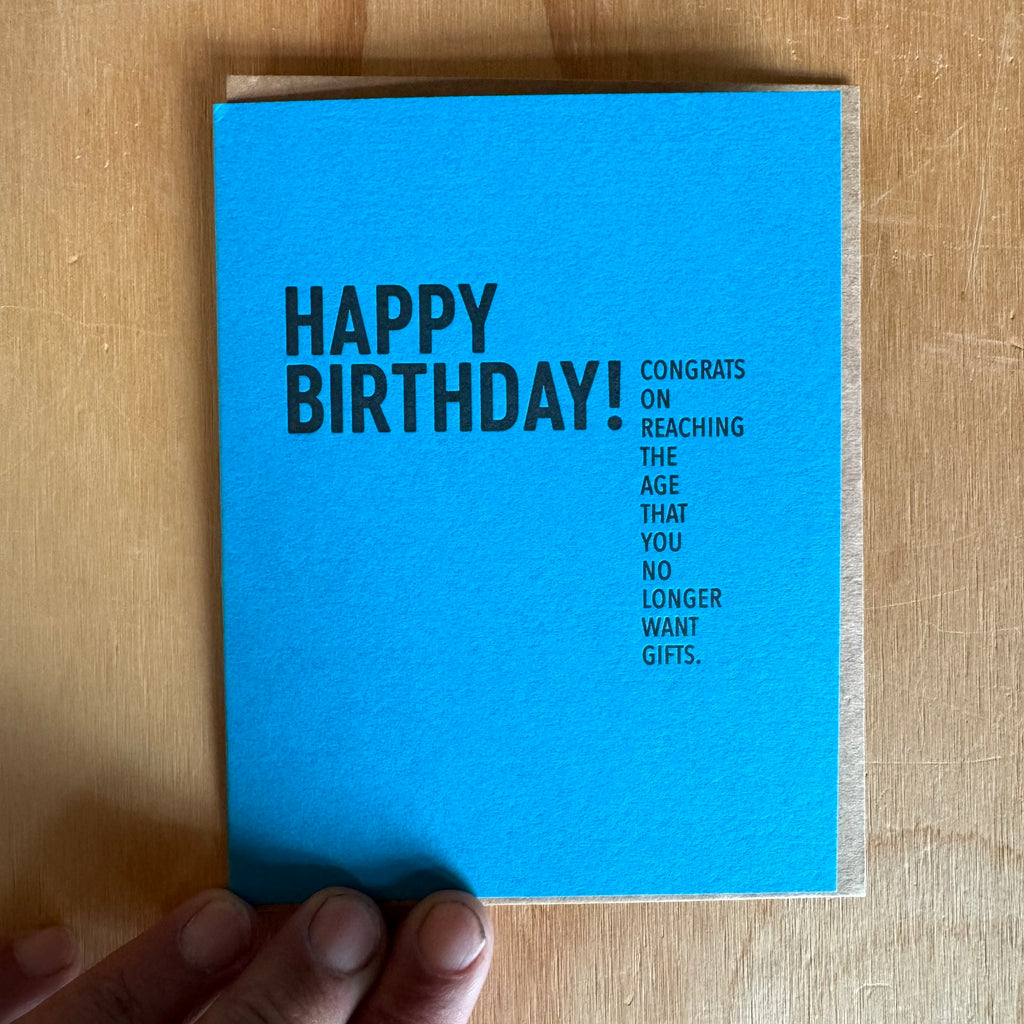 HAPPY
BIRTHDAY!
CONGRATS
ON
REACHING
THE
AGE
THAT
YOU
NO
LONGER
WANT
GIFTS.